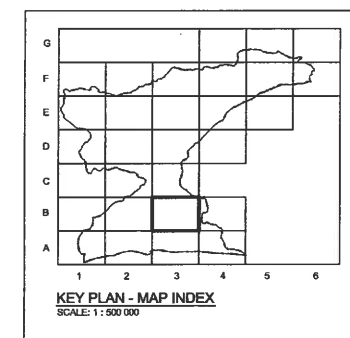 G
F
E
D
C
B
A
1 2 3 4 5 6
KEY PLAN - MAP INDEX
SCALE: 1 : 500 000